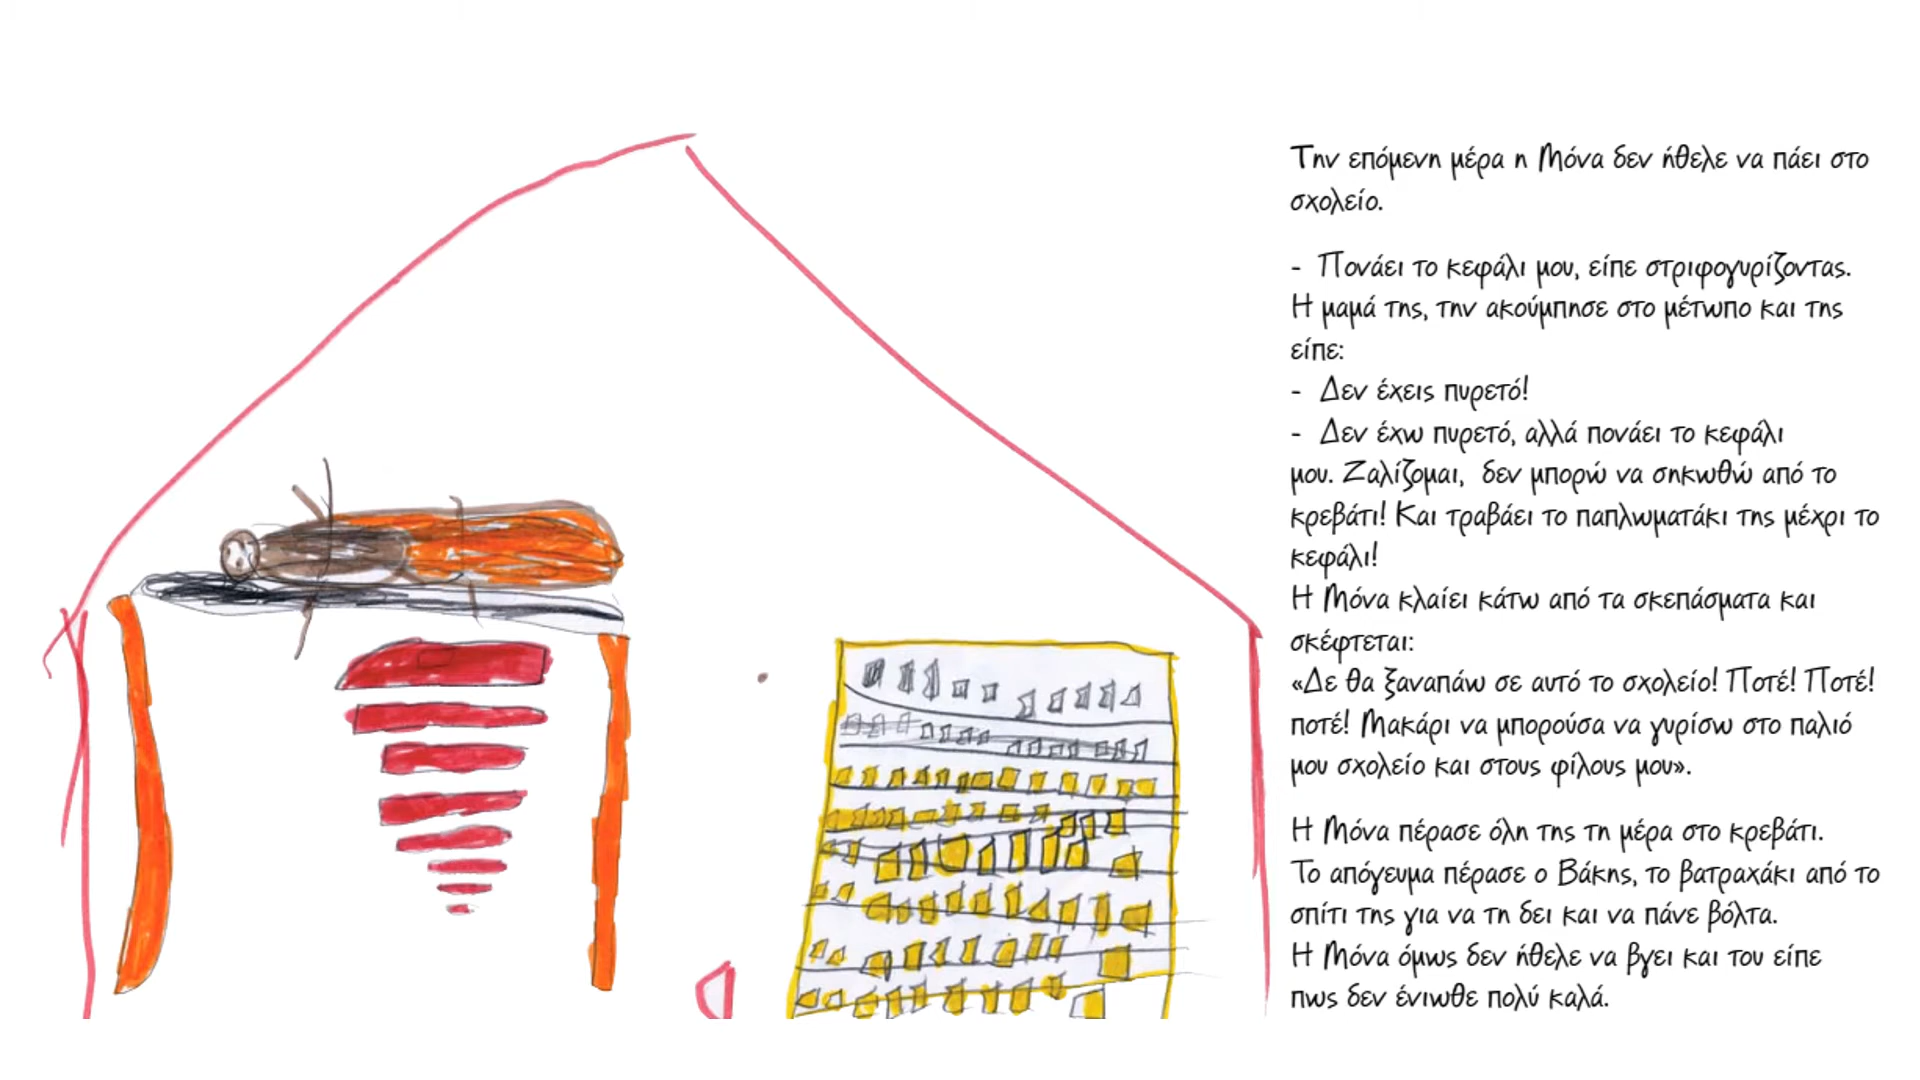 Την επόμενη μέρα η Μόνα δεν ήθελε να πάει στο
σχολείο.
- Πονάει το κεφάλι μου, είπε στριφογυρίζοντας.
Η μαμά της, την ακούμπησε στο μέτωπο και της
είπε:
- Δεν έχεις πυρετό!
- Δεν έχω πυρετό, αλλά πονάει το κεφάλι
μου. Ζαλίζομαι, δεν μπορώ να σηκωθώ από το
κρεβάτι! Και τραβάει το παπλωματάκι της μέχρι το
κεφάλι!
Η Μόνα κλαίει κάτω από τα σκεπάσματα και
σκέφτεται:
«Δε θα ξαναπάω σε αυτό το σχολείο! Ποτέ! Ποτέ!
ποτέ! Μακάρι να μπορούσα να γυρίσω στο παλιό
μου σχολείο και στους φίλους μου».
Η Μόνα πέρασε όλη της τη μέρα στο κρεβάτι.
Το απόγευμα πέρασε ο Βάκης, το βατραχάκι από το
σπίτι της για να τη δει και να πάνε βόλτα.
Η Μόνα όμως δεν ήθελε να βγει και του είπε
πως δεν ένιωθε πολύ καλά.